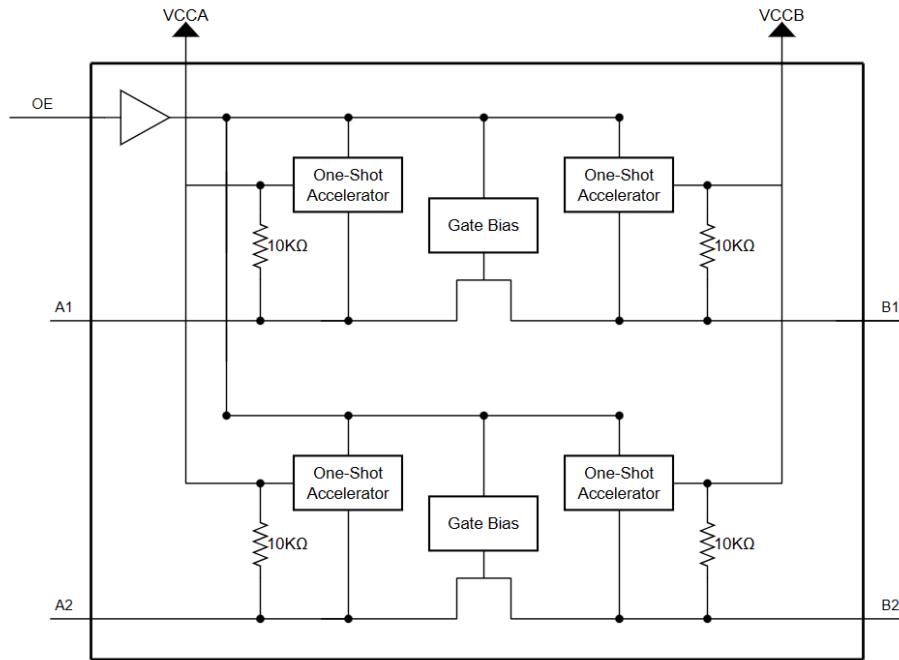 VCCA
VCCB
OE
One-Shot
Accelerator
One-Shot
Accelerator
Gate Bias
10KΩ
10KΩ
A1
B1
One-Shot
Accelerator
One-Shot
Accelerator
Gate Bias
10KΩ
10KΩ
A2
B2